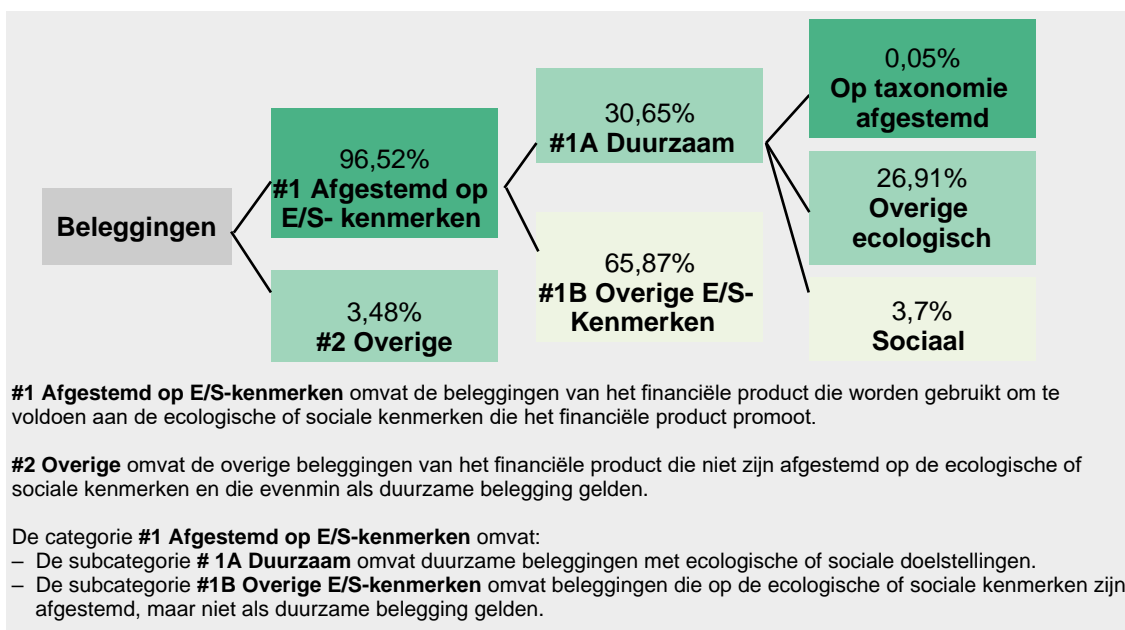 Beleggingen
96,52%
#1 Afgestemd op
E/S- kenmerken
3,48%
#2 Overige
30,65%
#1A Duurzaam
65,87%
#1B Overige E/S-
Kenmerken
0,05%
Op taxonomie
afgestemd
26,91%
Overige
ecologisch
3,7%
Sociaal
#1 Afgestemd op E/S-kenmerken omvat de beleggingen van het financiële product die worden gebruikt om te
voldoen aan de ecologische of sociale kenmerken die het financiële product promoot.
#2 Overige omvat de overige beleggingen van het financiële product die niet zijn afgestemd op de ecologische of
sociale kenmerken en die evenmin als duurzame belegging gelden.
De categorie #1 Afgestemd op E/S-kenmerken omvat:
– De subcategorie # 1A Duurzaam omvat duurzame beleggingen met ecologische of sociale doelstellingen.
– De subcategorie #1B Overige E/S-kenmerken omvat beleggingen die op de ecologische of sociale kenmerken zijn
afgestemd, maar niet als duurzame belegging gelden.